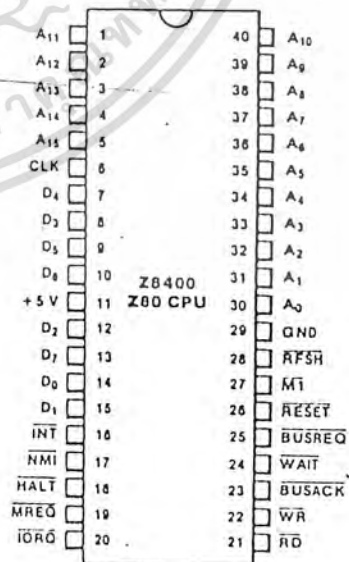 A11 1 40 A10
A12 2 39 A9
A13 3 38 A8
A14 4 37 A7
A15 5 36 A6
CLK 6 35 A5
D4 7 34 A4
D3 8 33 A3
D5 9 32 A2
D6 10 31 A1
Z8400
Z80 CPU
+5 V 11 30 A0
D2 12 29 GND
D7 13 28 RFSH
D0 14 27 M1
D1 15 26 RESET
INT 16 25 BUSREQ
NMI 17 24 WAIT
HALT 18 23 BUSACK
MREQ 19 22 WR
IORQ 20 21 RD